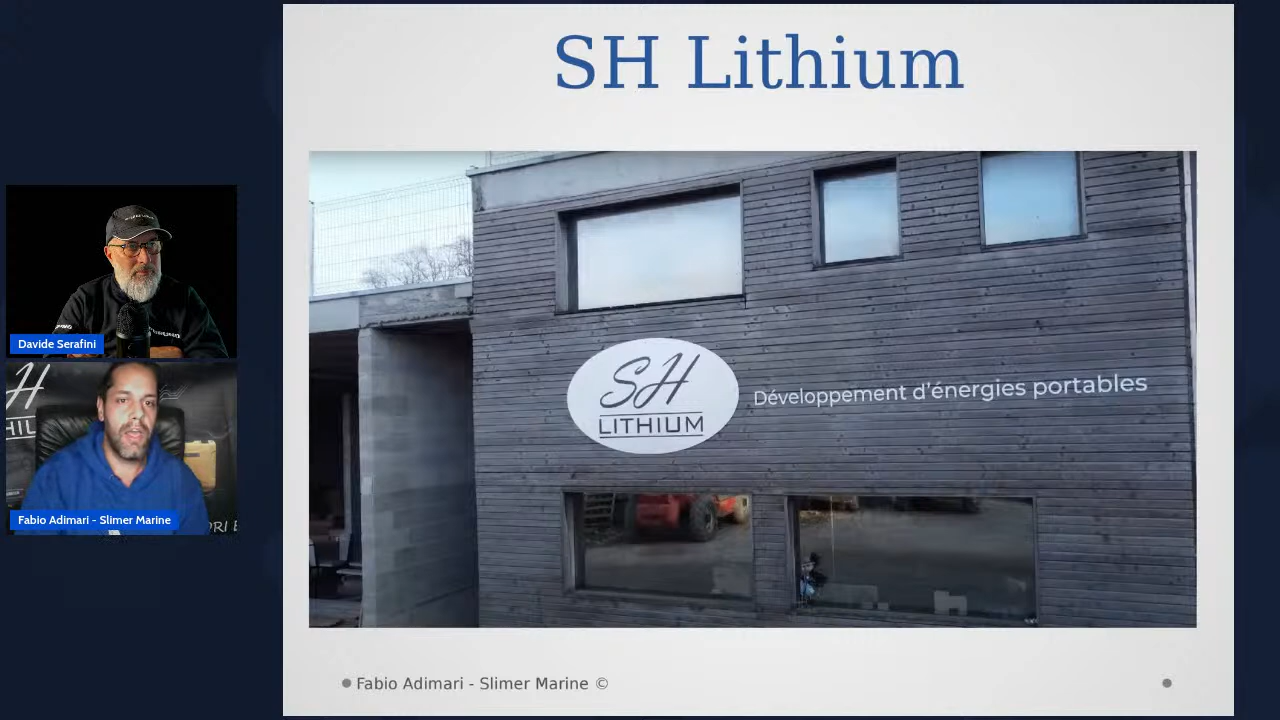 SH Lithium
Davide Serafini
Fabio Adimari - Slimer Marine
SH
LITHIUM
Développement d'énergies portables
Fabio Adimari - Slimer Marine ©